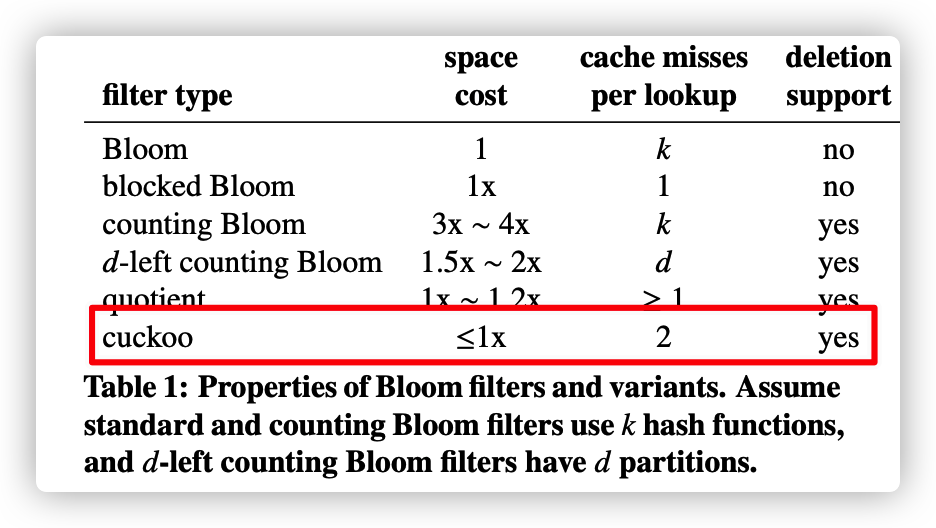 space cache misses deletion
filter type cost per lookup support
Bloom 1 k no
blocked Bloom 1x 1 no
counting Bloom 3x ~ 4x k yes
d-left counting Bloom 1.5x ~ 2x d yes
quotient 1x ~ 1.2x ≥ 1 yes
cuckoo ≤1x 2 yes
Table 1: Properties of Bloom filters and variants. Assume
standard and counting Bloom filters use k hash functions,
and d-left counting Bloom filters have d partitions.